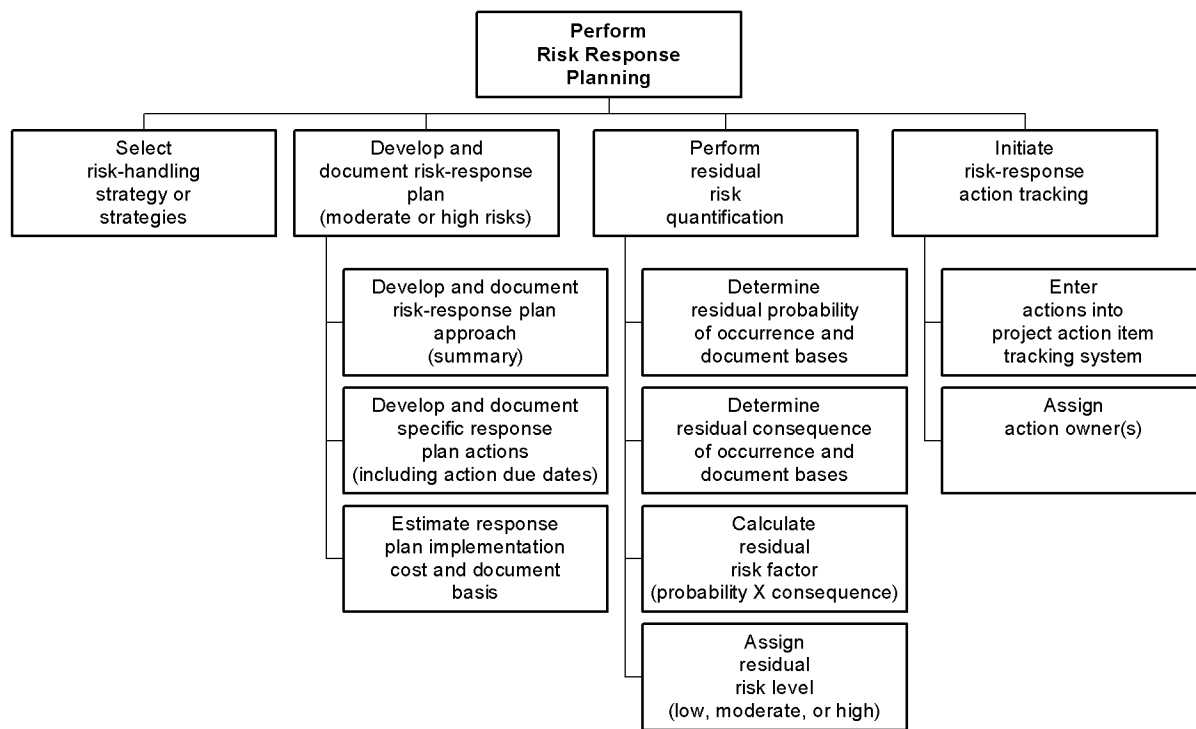 Perform
Risk Response
Planning
Select
risk-handling
strategy or
strategies
Develop and
document risk-response
plan
(moderate or high risks)
Perform
residual
risk
quantification
Initiate
risk-response
action tracking
Develop and document
risk-response plan
approach
(summary)
Develop and document
specific response
plan actions
(including action due dates)
Estimate response
plan implementation
cost and document
basis
Determine
residual probability
of occurrence and
document bases
Determine
residual consequence
of occurrence and
document bases
Calculate
residual
risk factor
(probability X consequence)
Assign
residual
risk level
(low, moderate, or high)
Enter
actions into
project action item
tracking system
Assign
action owner(s)